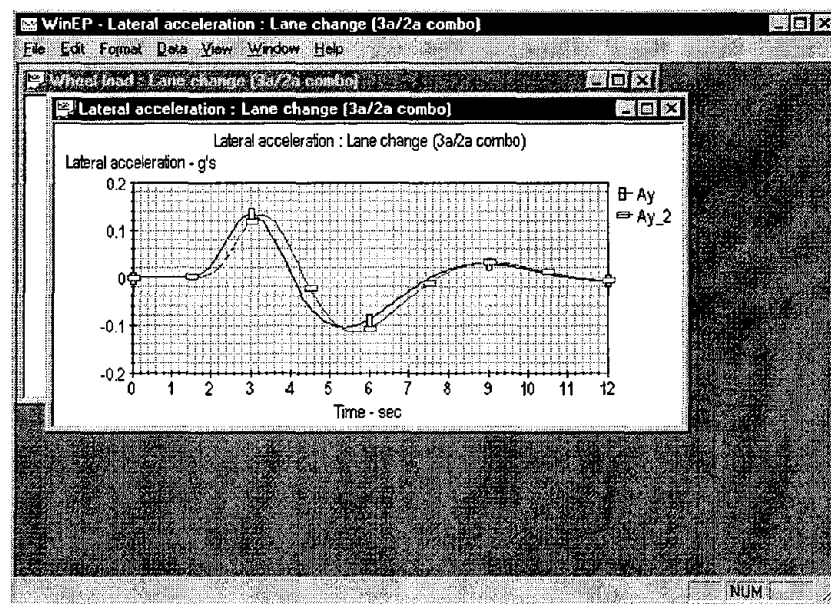 WinEP - Lateral acceleration : Lane change (3a/2a combo)
File Edit Format Data View Window Help
Wheel load : Lane change (3a/2a combo)
Lateral acceleration : Lane change (3a/2a combo)
Lateral acceleration : Lane change (3a/2a combo)
Lateral acceleration - g's
0.2
0.1
0
-0.1
-0.2
Ay
Ay_2
0 1 2 3 4 5 6 7 8 9 10 11 12
Time - sec
NUM